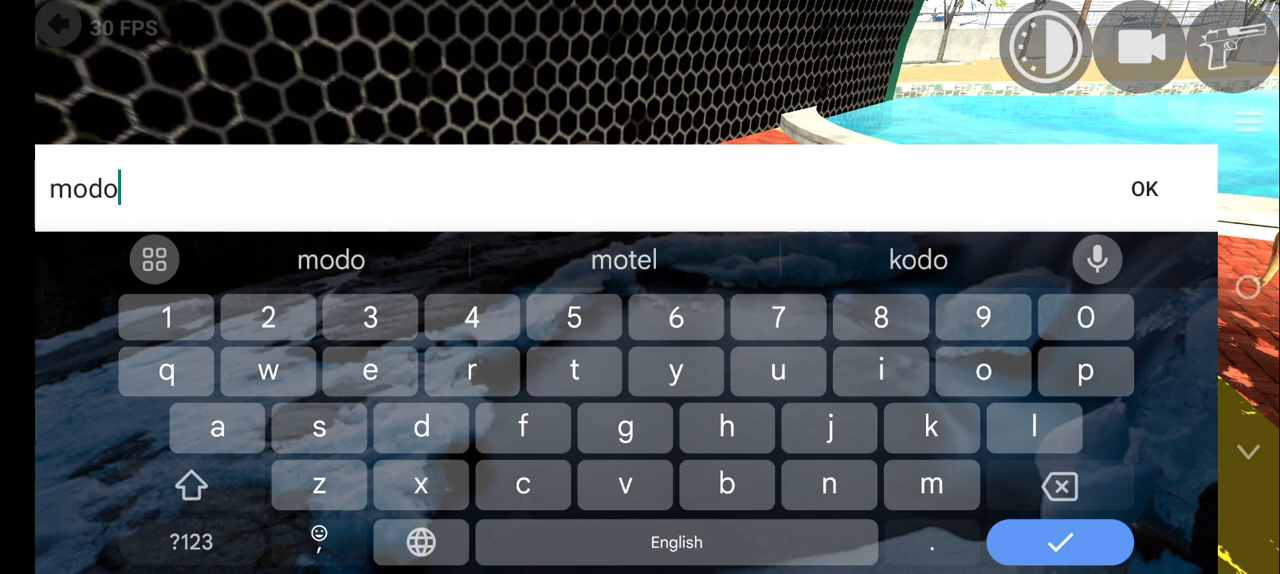 30 FPS
modo
OK
modo motel kodo
1 2 3 4 5 6 7 8 9 0
q w e r t y u i o p
a s d f g h j k l
z x c v b n m
?123 , English .